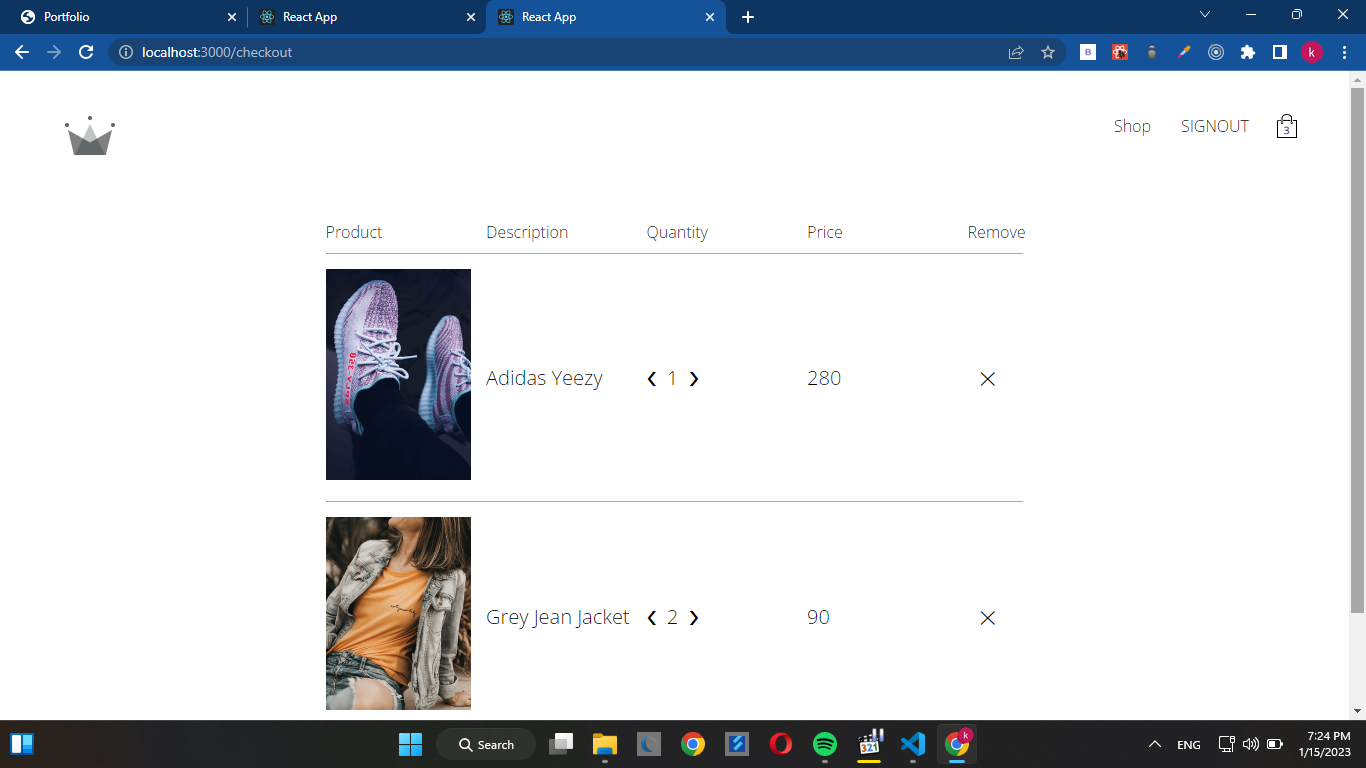 Portfolio
React App
React App
localhost:3000/checkout
B
k
Shop
SIGNOUT
3
Product
Description
Quantity
Price
Remove
Adidas Yeezy
1
280
Grey Jean Jacket
2
90
Search
321
k
ENG
7:24 PM
1/15/2023